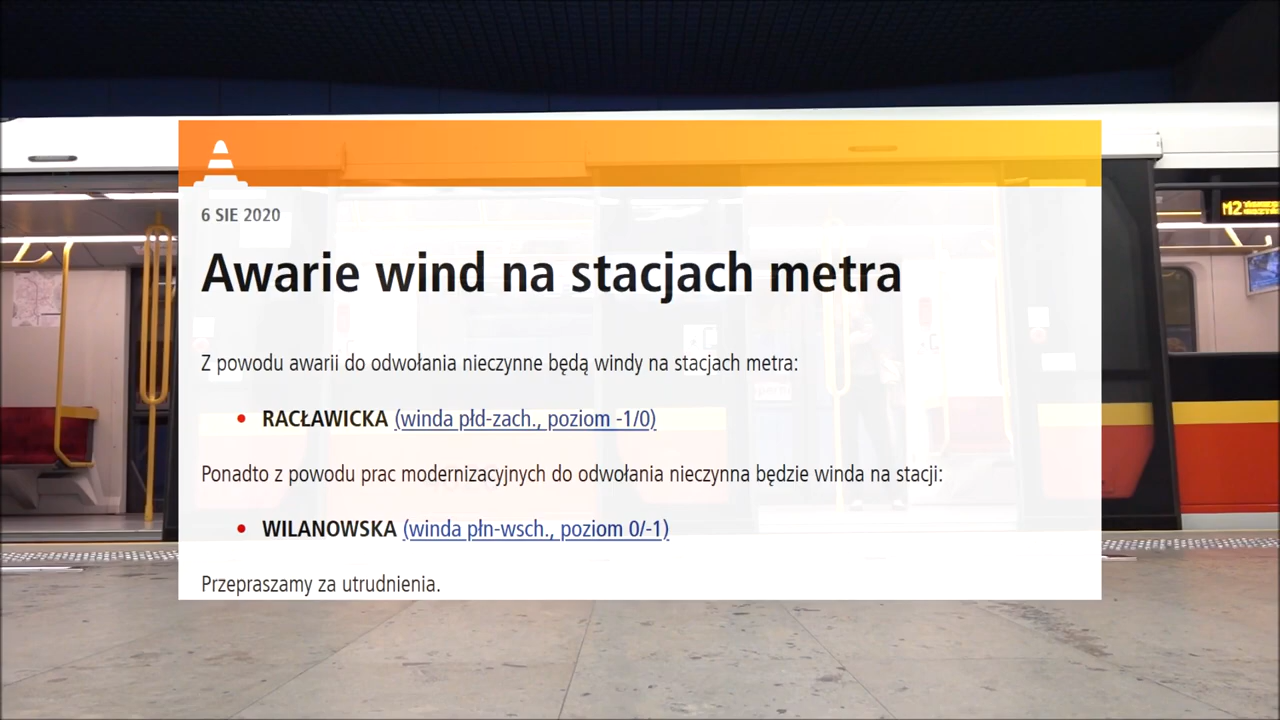 6 SIE 2020
Awarie wind na stacjach metra
Z powodu awarii do odwołania nieczynne będą windy na stacjach metra:
RACŁAWICKA (winda płd-zach., poziom -1/0)
Ponadto z powodu prac modernizacyjnych do odwołania nieczynna będzie winda na stacji:
WILANOWSKA (winda płn-wsch., poziom 0/-1)
Przepraszamy za utrudnienia.
M2